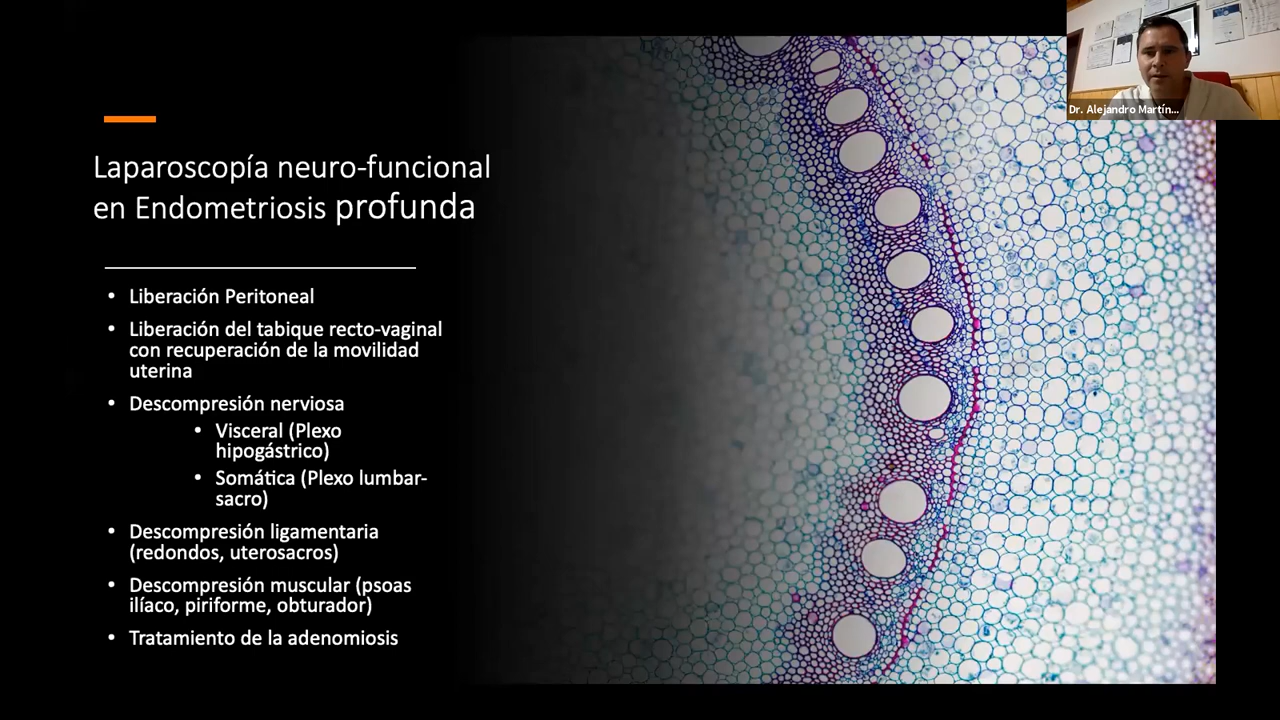 Dr. Alejandro Martín...
Laparoscopía neuro-funcional
en Endometriosis profunda
• Liberación Peritoneal
• Liberación del tabique recto-vaginal
con recuperación de la movilidad
uterina
• Descompresión nerviosa
• Visceral (Plexo
hipogástrico)
• Somática (Plexo lumbar-
sacro)
• Descompresión ligamentaria
(redondos, uterosacros)
• Descompresión muscular (psoas
ilíaco, piriforme, obturador)
• Tratamiento de la adenomiosis